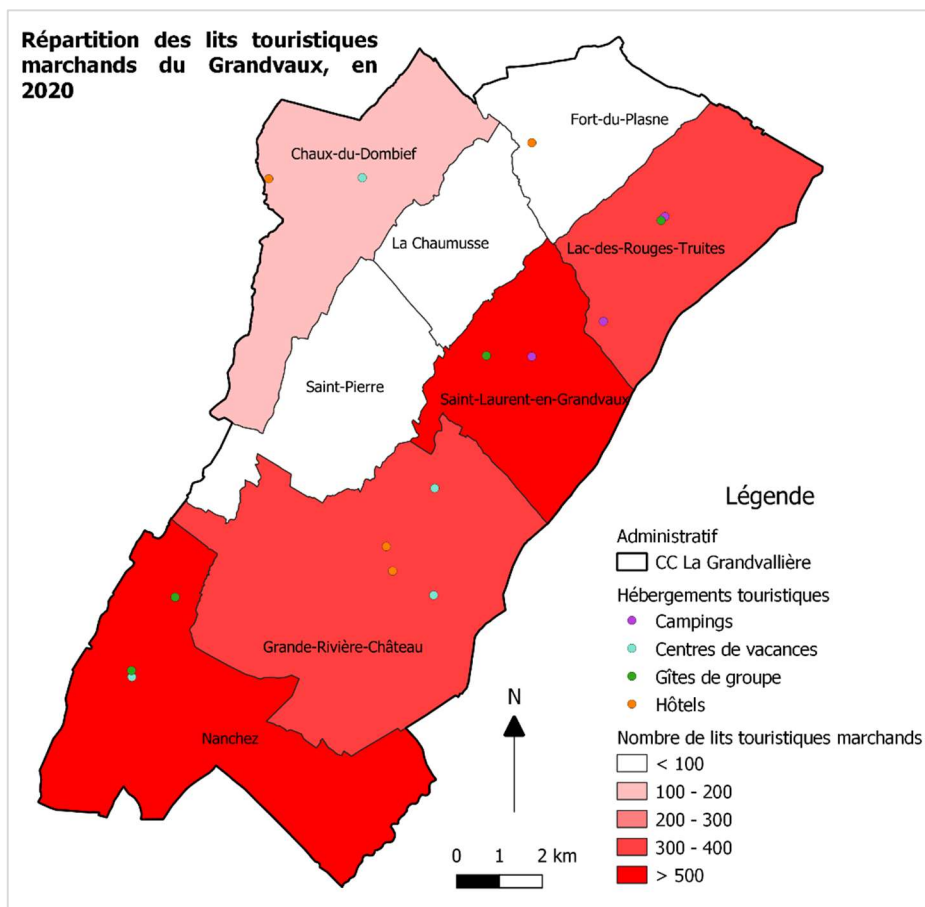 Répartition des lits touristiques
marchands du Grandvaux, en
2020
Fort-du-Plasne
Chaux-du-Dombief
La Chaumusse
Lac-des-Rouges-Truites
Saint-Pierre
Saint-Laurent-en-Grandvaux
Grande-Rivière-Château
Nanchez
N
0 1 2 km
Légende
Administratif
CC La Grandvallière
Hébergements touristiques
Campings
Centres de vacances
Gîtes de groupe
Hôtels
Nombre de lits touristiques marchands
< 100
100 - 200
200 - 300
300 - 400
> 500